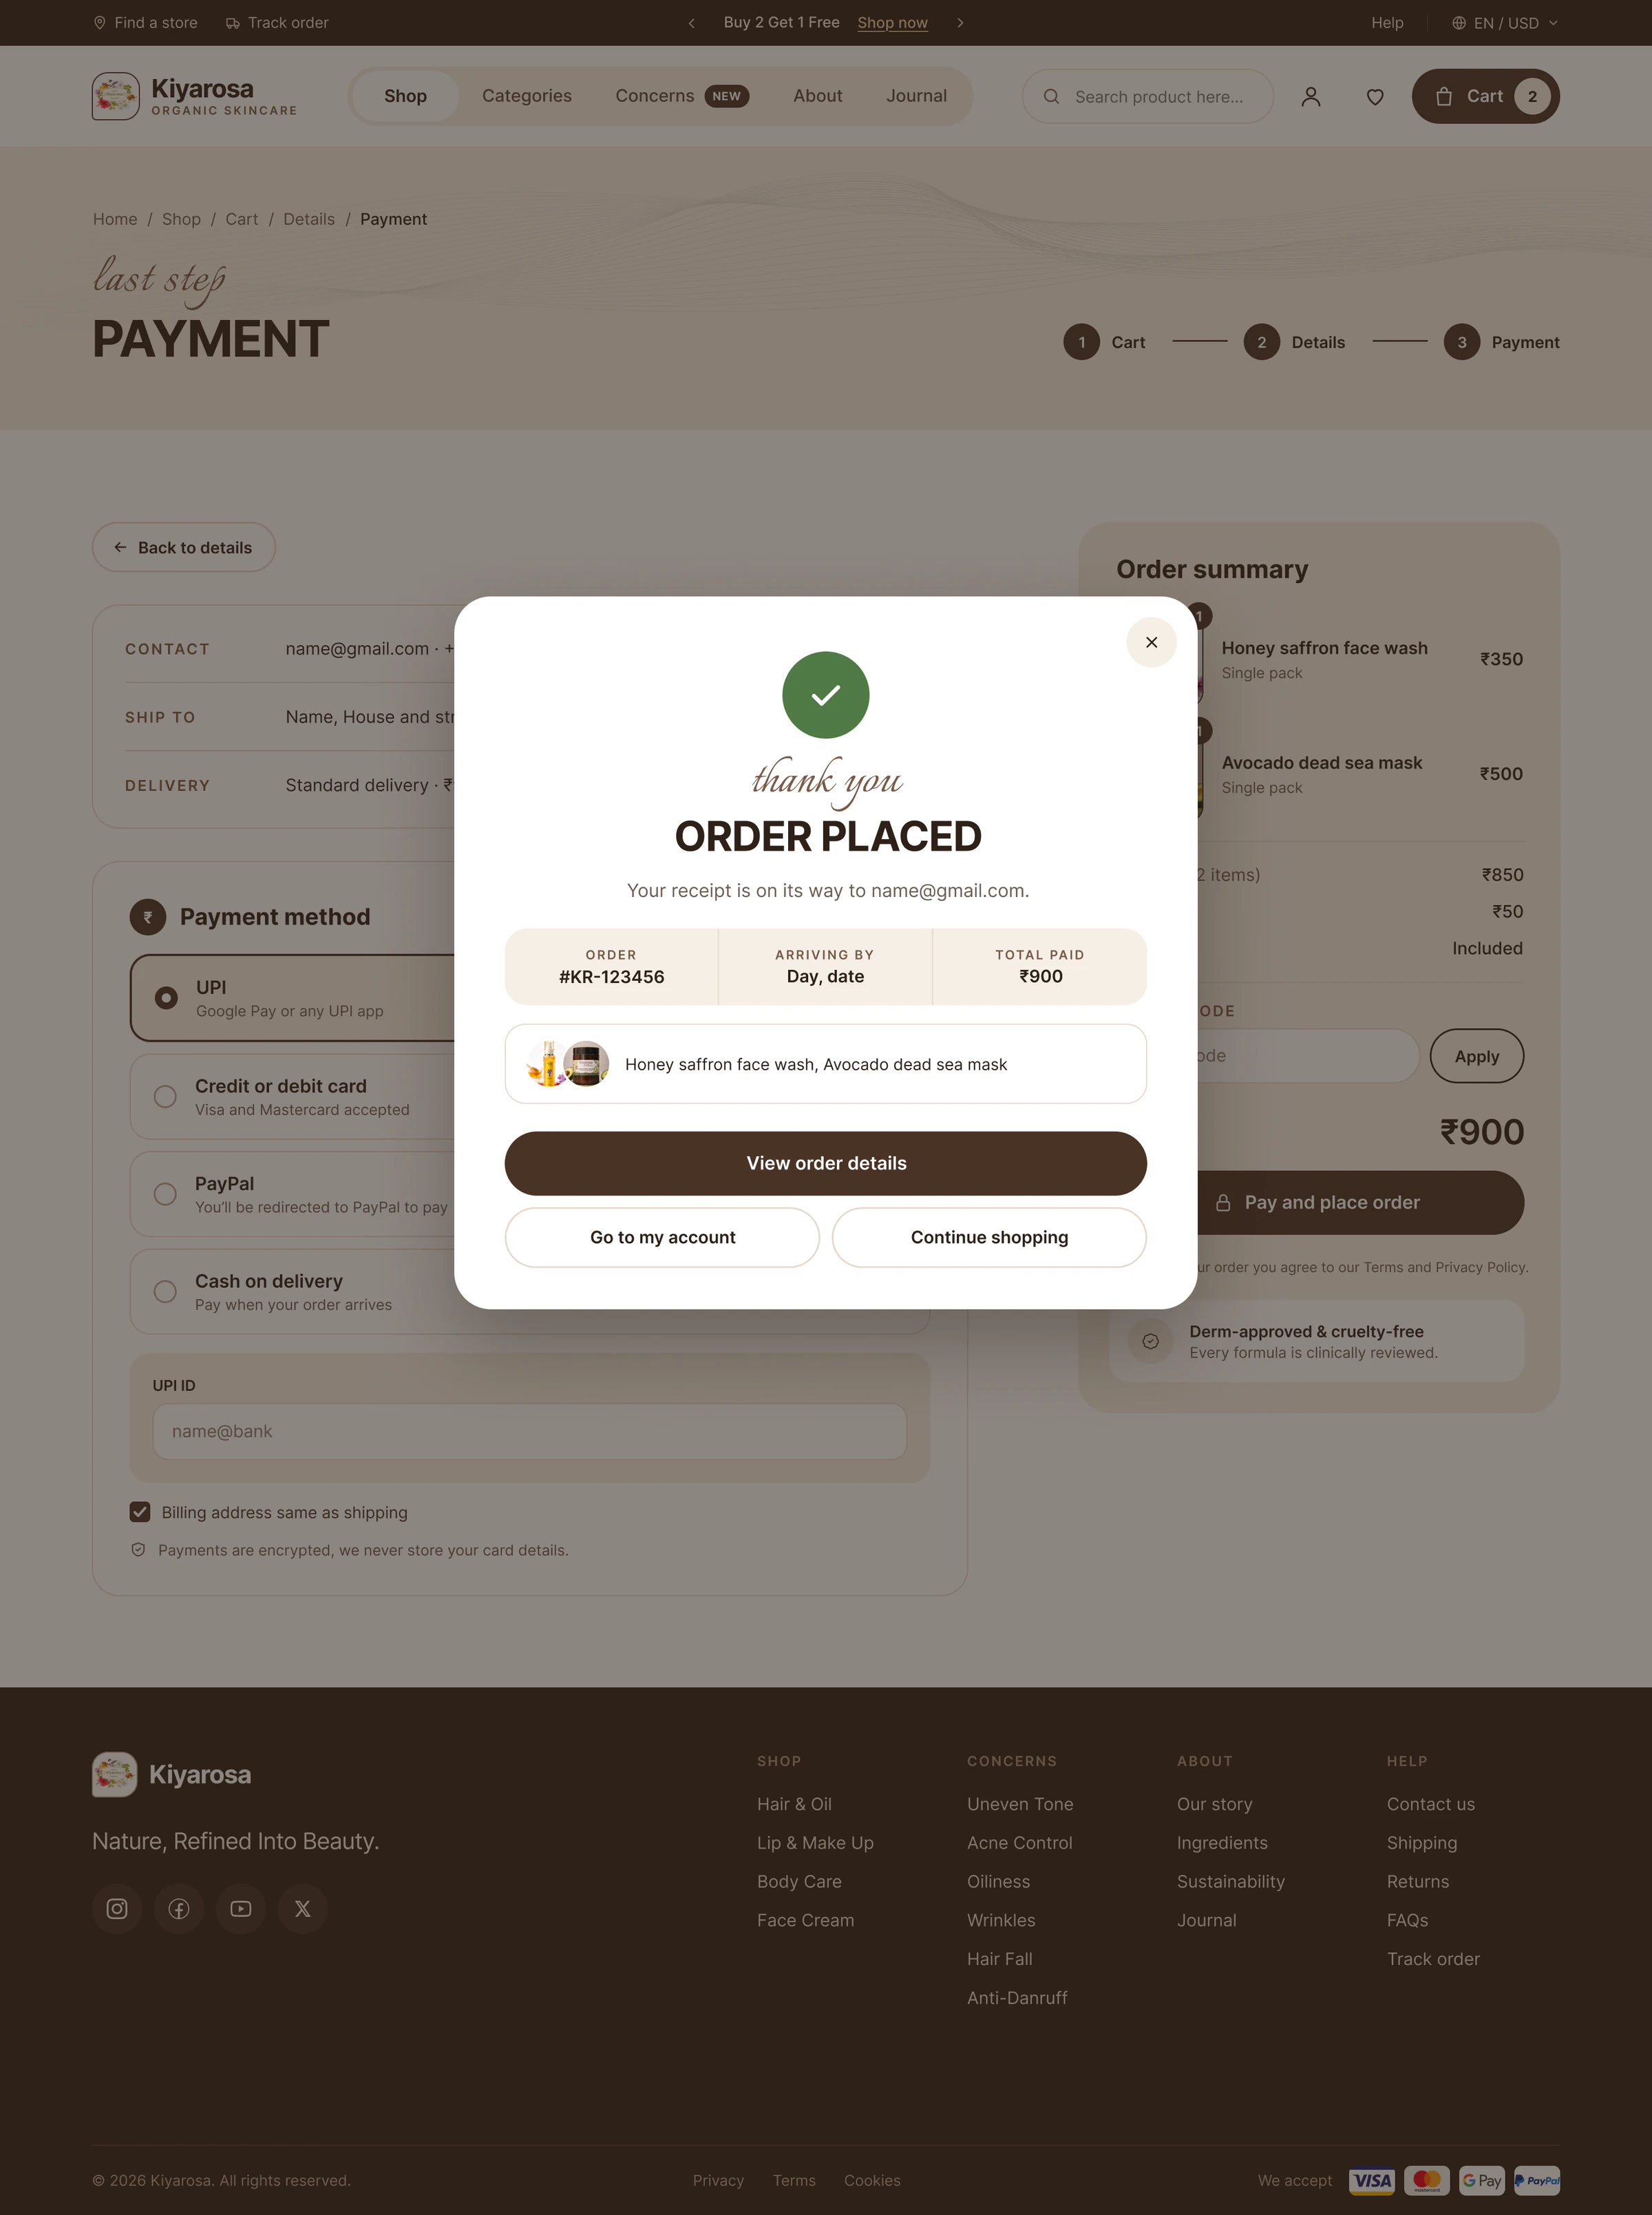 Find a store Track order Buy 2 Get 1 Free Shop now Help EN / USD
Kiyarosa
ORGANIC SKINCARE
Shop Categories Concerns NEW About Journal
Search product here...
Cart 2
Home / Shop / Cart / Details / Payment
last step
PAYMENT
1 Cart 2 Details 3 Payment
Back to details
CONTACT name@gmail.com · +
SHIP TO Name, House and str
DELIVERY Standard delivery · ₹
₹ Payment method
UPI
Google Pay or any UPI app
Credit or debit card
Visa and Mastercard accepted
PayPal
You'll be redirected to PayPal to pay
Cash on delivery
Pay when your order arrives
UPI ID
name@bank
Billing address same as shipping
Payments are encrypted, we never store your card details.
thank you
ORDER PLACED
Your receipt is on its way to name@gmail.com.
ORDER ARRIVING BY TOTAL PAID
#KR-123456 Day, date ₹900
Honey saffron face wash, Avocado dead sea mask
View order details
Go to my account Continue shopping
Order summary
1
Honey saffron face wash ₹350
Single pack
1
Avocado dead sea mask ₹500
Single pack
2 items) ₹850
₹50
Included
ODE
ode Apply
₹900
Pay and place order
ur order you agree to our Terms and Privacy Policy.
Derm-approved & cruelty-free
Every formula is clinically reviewed.
Kiyarosa
Nature, Refined Into Beauty.
SHOP
Hair & Oil
Lip & Make Up
Body Care
Face Cream
CONCERNS
Uneven Tone
Acne Control
Oiliness
Wrinkles
Hair Fall
Anti-Danruff
ABOUT
Our story
Ingredients
Sustainability
Journal
HELP
Contact us
Shipping
Returns
FAQs
Track order
© 2026 Kiyarosa. All rights reserved. Privacy Terms Cookies We accept VISA mastercard G Pay PayPal